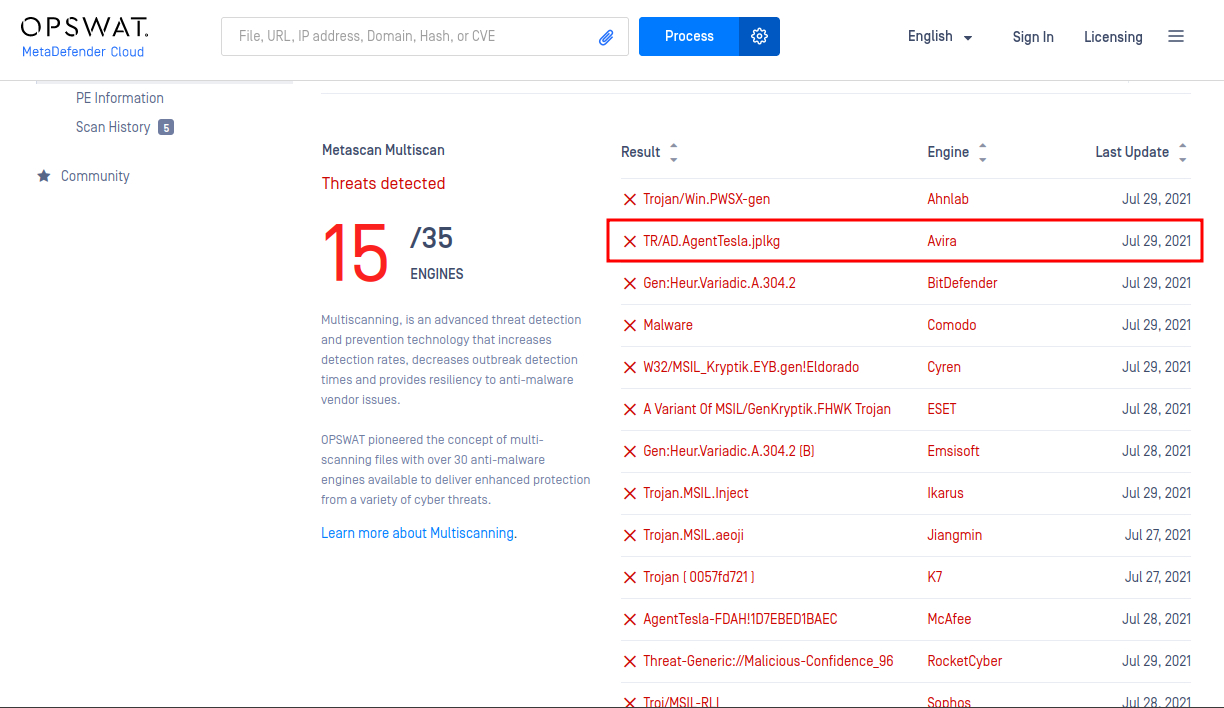 OPSWAT.
MetaDefender Cloud
File, URL, IP address, Domain, Hash, or CVE
Process
English
Sign In
Licensing
PE Information
Scan History 5
Community
Metascan Multiscan
Threats detected
15 /35
ENGINES
Multiscanning, is an advanced threat detection
and prevention technology that increases
detection rates, decreases outbreak detection
times and provides resiliency to anti-malware
vendor issues.
OPSWAT pioneered the concept of multi-
scanning files with over 30 anti-malware
engines available to deliver enhanced protection
from a variety of cyber threats.
Learn more about Multiscanning.
Result Engine Last Update
Trojan/Win.PWSX-gen Ahnlab Jul 29, 2021
TR/AD.AgentTesla.jplkg Avira Jul 29, 2021
Gen:Heur.Variadic.A.304.2 BitDefender Jul 29, 2021
Malware Comodo Jul 29, 2021
W32/MSIL_Kryptik.EYB.gen!Eldorado Cyren Jul 29, 2021
A Variant Of MSIL/GenKryptik.FHWK Trojan ESET Jul 28, 2021
Gen:Heur.Variadic.A.304.2 (B) Emsisoft Jul 28, 2021
Trojan.MSIL.Inject Ikarus Jul 29, 2021
Trojan.MSIL.aeoji Jiangmin Jul 27, 2021
Trojan ( 0057fd721 ) K7 Jul 27, 2021
AgentTesla-FDAH!1D7EBED1BAEC McAfee Jul 28, 2021
Threat-Generic://Malicious-Confidence_96 RocketCyber Jul 29, 2021
Troj/MSIL-RLI Sophos Jul 28, 2021